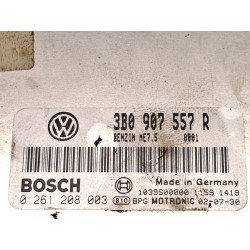 3B0 907 557 R
BENZIN ME7.5 0001
Made in Germany
BOSCH
1039S00000 1159 1419
0 261 208 003 BPG MOTRONIC 02-07-30